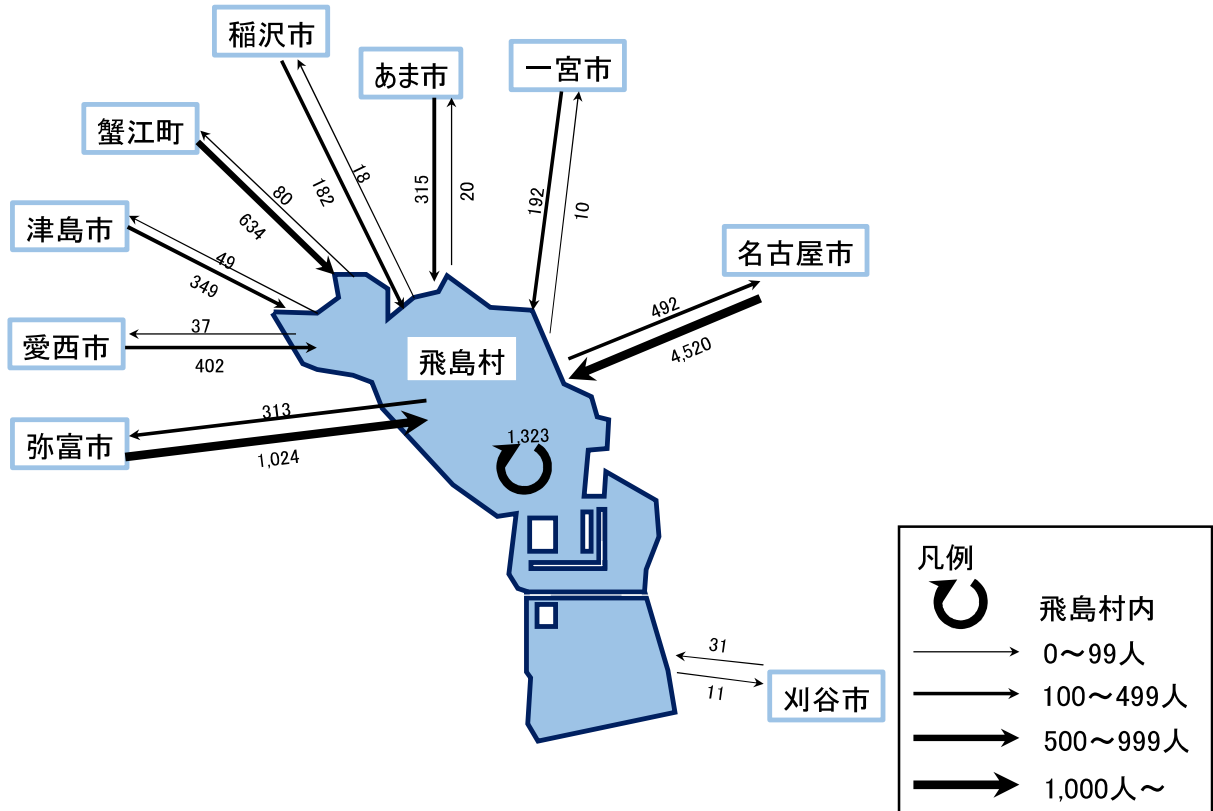 稲沢市
あま市
一宮市
蟹江町
津島市
名古屋市
愛西市
弥富市
飛島村
刈谷市
18
182
315
20
192
10
80
634
49
349
37
402
313
1,024
492
4,520
1,323
31
11
凡例
飛島村内
0～99人
100～499人
500～999人
1,000人～